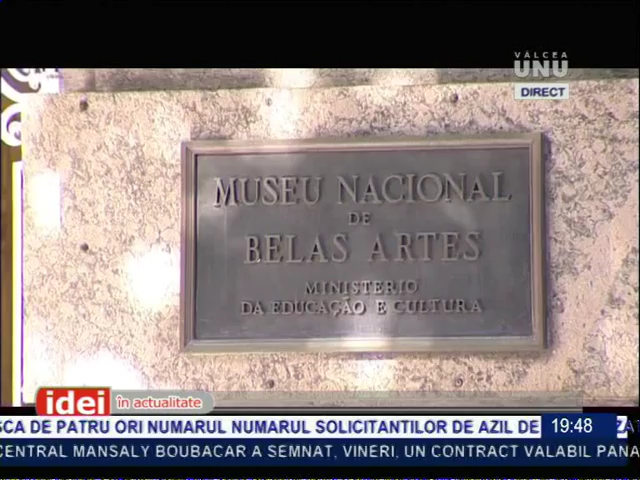 VÂLCEA
UNU
DIRECT
MUSEU NACIONAL
DE
BELAS ARTES
MINISTERIO
DA EDUCAÇÃO E CULTURA
idei în actualitate
DE PATRU ORI NUMARUL NUMARUL SOLICITANTILOR DE AZIL DE
19:48
CENTRAL MANSALY BOUBACAR A SEMNAT, VINERI, UN CONTRACT VALABIL PANA